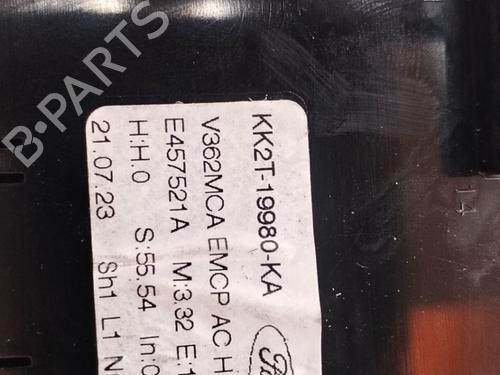 KK2T-19980-KA
V362MCA EMCP AC H
E457521A M:3.32 E:1
H:H.0 S:55.54 In:0
21.07.23 Sh1 L1 N
Ford
14
B-PARTS